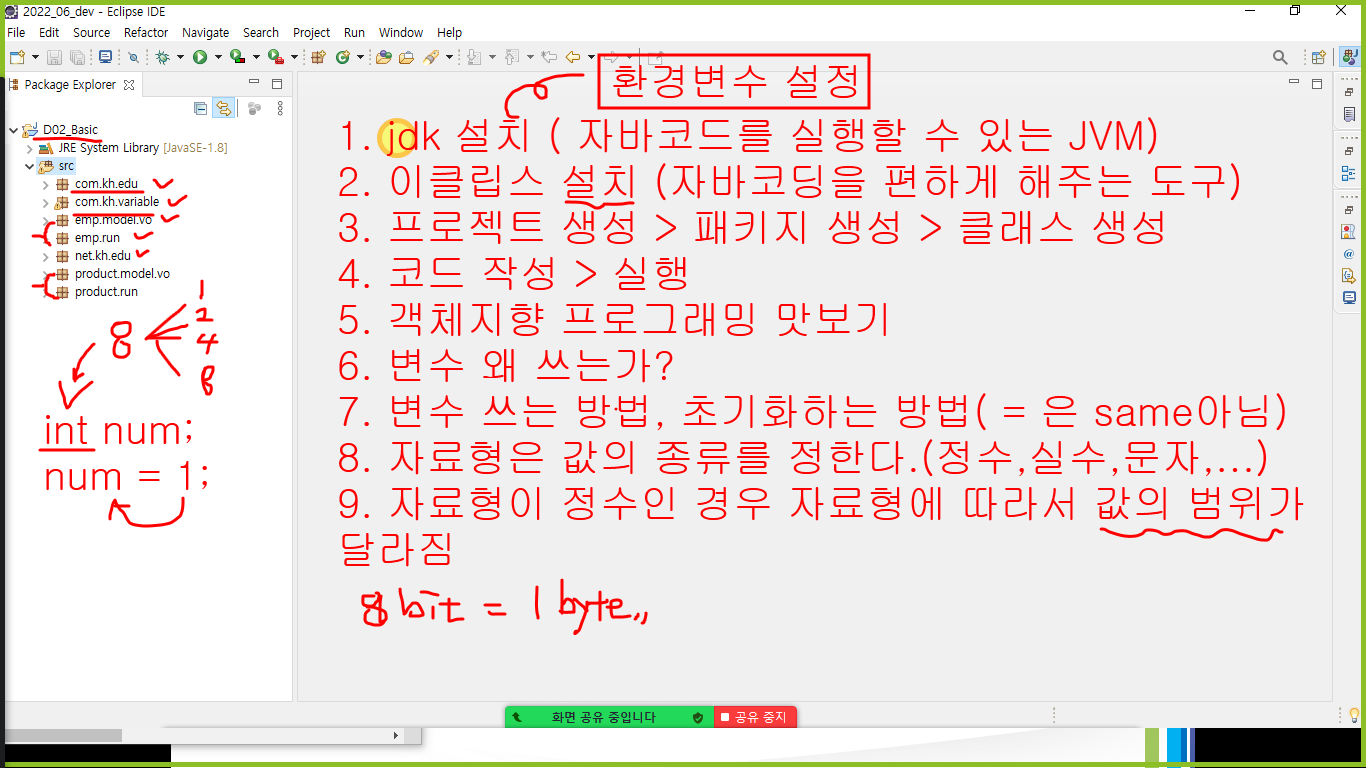 2022_06_dev - Eclipse IDE
File Edit Source Refactor Navigate Search Project Run Window Help
Package Explorer
D02_Basic
JRE System Library [JavaSE-1.8]
src
com.kh.edu
com.kh.variable
emp.model.vo
emp.run
net.kh.edu
product.model.vo
product.run
8
1
2
4
8
int num;
num = 1;
환경변수 설정
1. jdk 설치 ( 자바코드를 실행할 수 있는 JVM)
2. 이클립스 설치 (자바코딩을 편하게 해주는 도구)
3. 프로젝트 생성 > 패키지 생성 > 클래스 생성
4. 코드 작성 > 실행
5. 객체지향 프로그래밍 맛보기
6. 변수 왜 쓰는가?
7. 변수 쓰는 방법, 초기화하는 방법( = 은 same아님)
8. 자료형은 값의 종류를 정한다.(정수,실수,문자,...)
9. 자료형이 정수인 경우 자료형에 따라서 값의 범위가
달라짐
8 bit = 1 byte,,
화면 공유 중입니다 공유 중지